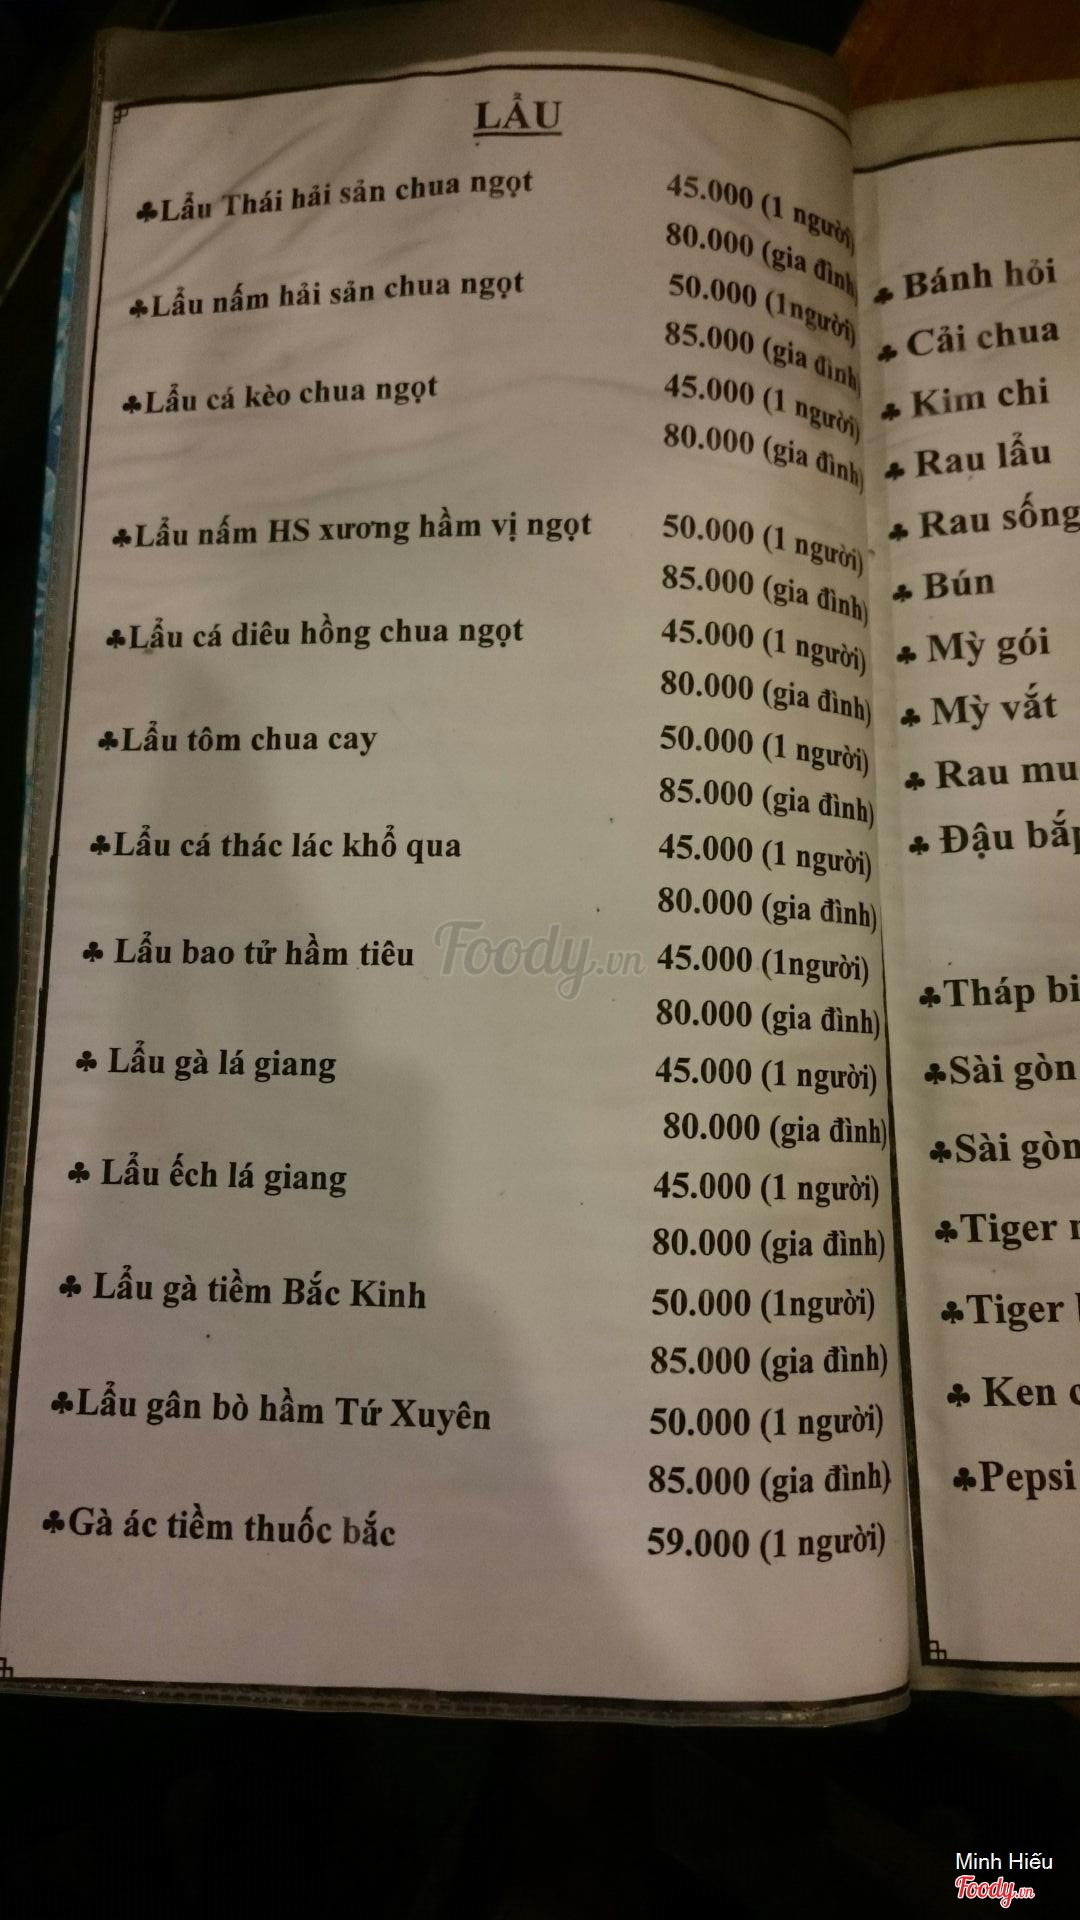 LẨU
♣Lẩu Thái hải sản chua ngọt 45.000 (1 người)
80.000 (gia đình
♣Lẩu nấm hải sản chua ngọt 50.000 (1người)
85.000 (gia đình
♣Lẩu cá kèo chua ngọt 45.000 (1 người)
80.000 (gia đình)
♣Lẩu nấm HS xương hầm vị ngọt 50.000 (1 người)
85.000 (gia đình)
♣Lẩu cá diêu hồng chua ngọt 45.000 (1 người)
80.000 (gia đình)
♣Lẩu tôm chua cay 50.000 (1 người)
85.000 (gia đình)
♣Lẩu cá thác lác khổ qua 45.000 (1 người)
80.000 (gia đình)
♣ Lẩu bao tử hầm tiêu 45.000 (1người)
80.000 (gia đình)
♣ Lẩu gà lá giang 45.000 (1 người)
80.000 (gia đình)
♣ Lẩu ếch lá giang 45.000 (1 người)
80.000 (gia đình)
♣ Lẩu gà tiềm Bắc Kinh 50.000 (1người)
85.000 (gia đình)
♣Lẩu gân bò hầm Tứ Xuyên 50.000 (1 người)
85.000 (gia đình)
♣Gà ác tiềm thuốc bắc 59.000 (1 người)
♣ Bánh hỏi
♣ Cải chua
♣ Kim chi
♣ Rau lẩu
♣ Rau sống
♣ Bún
♣ Mỳ gói
♣ Mỳ vắt
♣ Rau mu
♣ Đậu bắp
♣Tháp bi
♣Sài gòn
♣Sài gòn
♣Tiger
♣Tiger
♣ Ken
♣Pepsi
Foody.vn
Minh Hiếu
Foody.vn